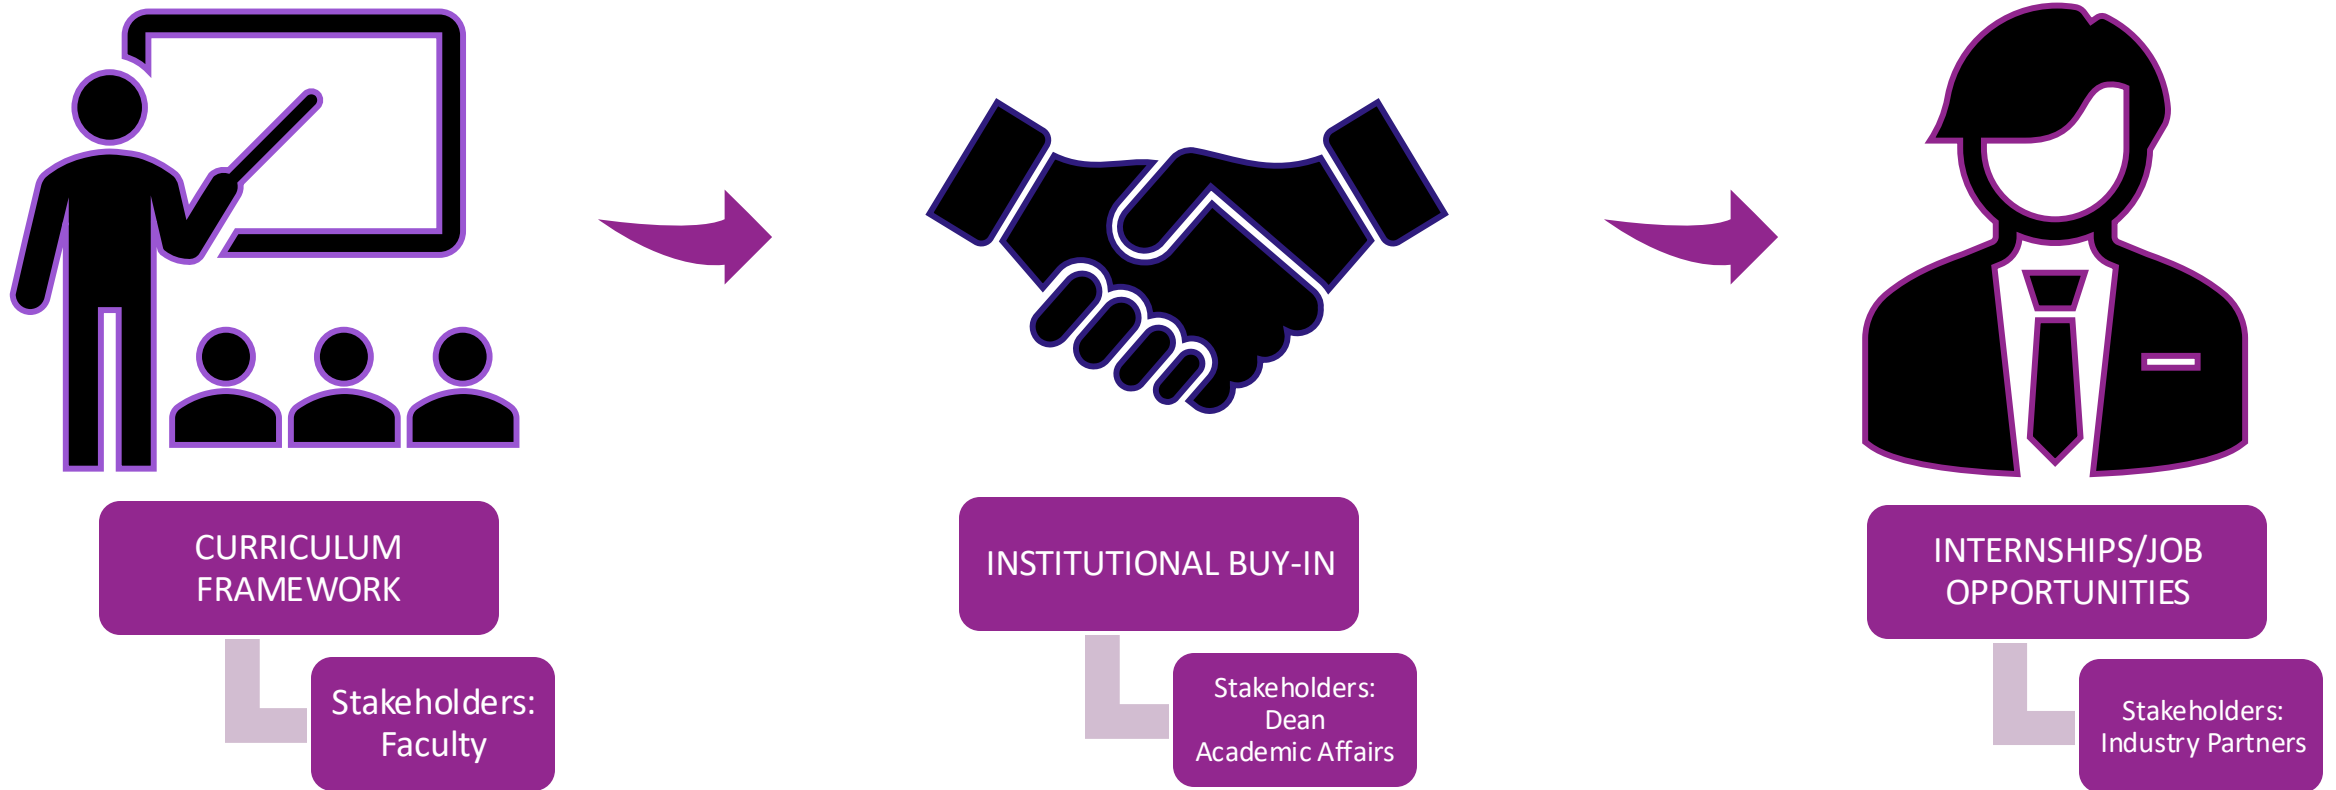 CURRICULUM
FRAMEWORK
Stakeholders:
Faculty
INSTITUTIONAL BUY-IN
Stakeholders:
Dean
Academic Affairs
INTERNSHIPS/JOB
OPPORTUNITIES
Stakeholders:
Industry Partners